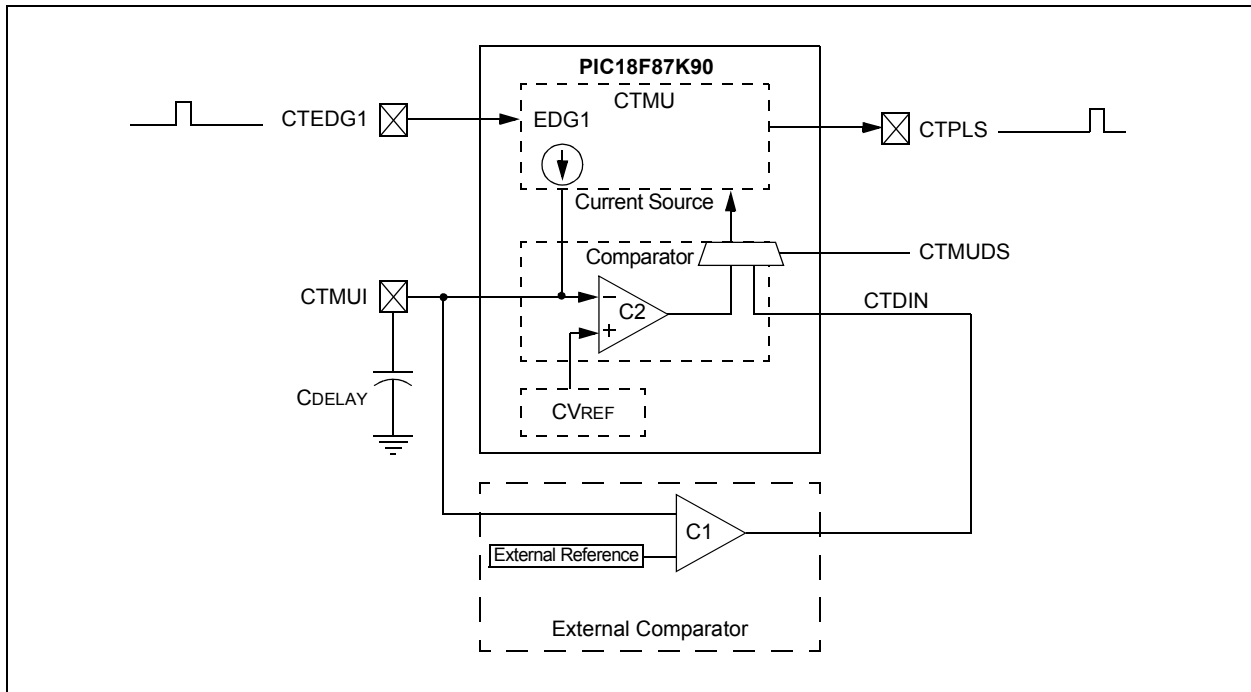 PIC18F87K90
CTMU
CTEDG1
EDG1
CTPLS
Current Source
Comparator
CTMUDS
CTMUI
−
C2
+
CTDIN
CDELAY
CVREF
C1
External Reference
External Comparator